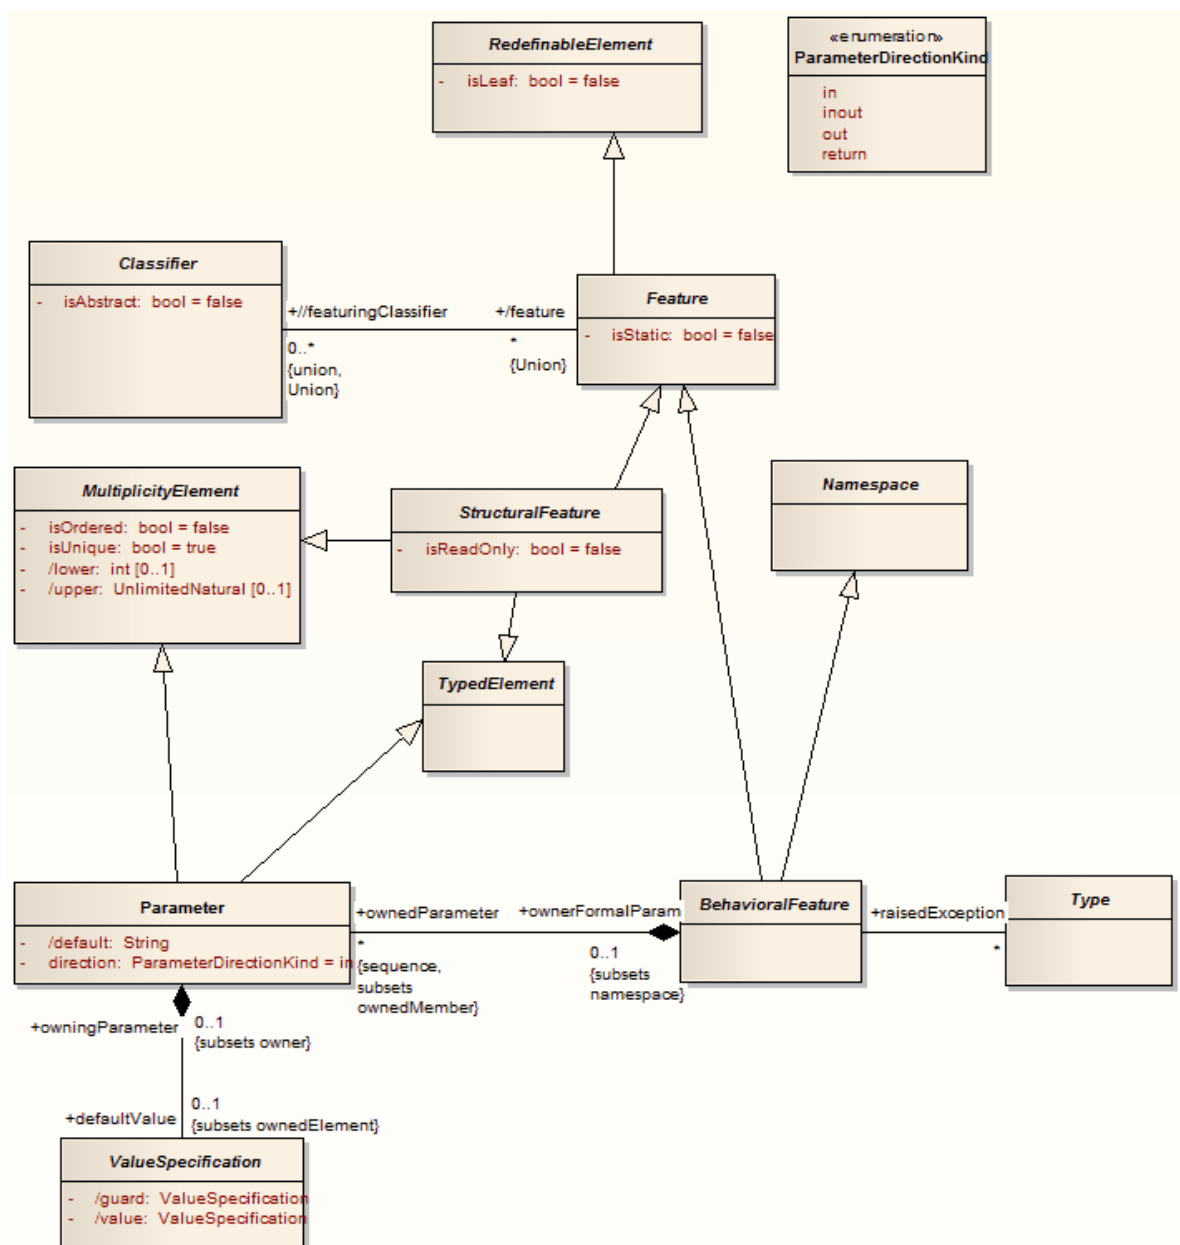 RedefinableElement
- isLeaf: bool = false
«enumeration»
ParameterDirectionKind
in
inout
out
return
Classifier
- isAbstract: bool = false
+//featuringClassifier
0..*
{union,
Union}
+/feature
*
{Union}
Feature
- isStatic: bool = false
MultiplicityElement
- isOrdered: bool = false
- isUnique: bool = true
- /lower: int [0..1]
- /upper: UnlimitedNatural [0..1]
StructuralFeature
- isReadOnly: bool = false
Namespace
TypedElement
Parameter
- /default: String
- direction: ParameterDirectionKind = in
+ownedParameter
*
{sequence,
subsets
ownedMember}
+ownerFormalParam
0..1
{subsets
namespace}
BehavioralFeature
+raisedException
*
Type
+owningParameter
0..1
{subsets owner}
+defaultValue
0..1
{subsets ownedElement}
ValueSpecification
- /guard: ValueSpecification
- /value: ValueSpecification